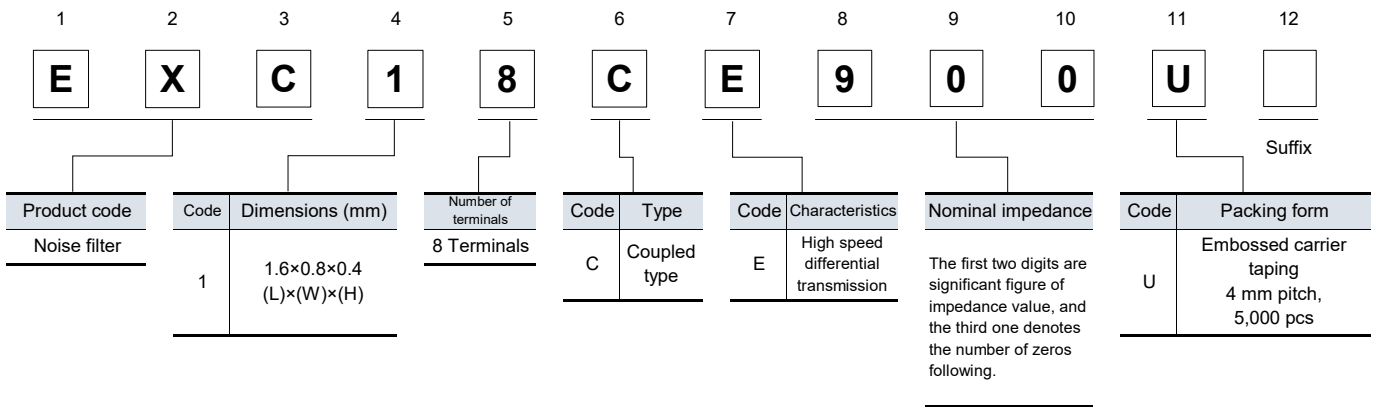 1 2 3 4 5 6 7 8 9 10 11 12
E X C 1 8 C E 9 0 0 U
Suffix
Product code
Noise filter
Code Dimensions (mm)
1 1.6×0.8×0.4
(L)×(W)×(H)
Number of
terminals
8 Terminals
Code Type
C Coupled
type
Code Characteristics
E High speed
differential
transmission
Nominal impedance
The first two digits are
significant figure of
impedance value, and
the third one denotes
the number of zeros
following.
Code Packing form
U Embossed carrier
taping
4 mm pitch,
5,000 pcs